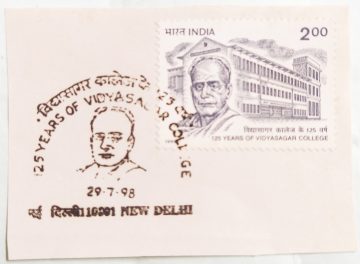 भारत INDIA 2.00
विद्यासागर कालेज के 125 वर्ष
125 YEARS OF VIDYASAGAR COLLEGE
विद्यासागर कालेज के 125
125 YEARS OF VIDYASAGAR COLLEGE
29-7-98
नई दिल्ली 110001 NEW DELHI